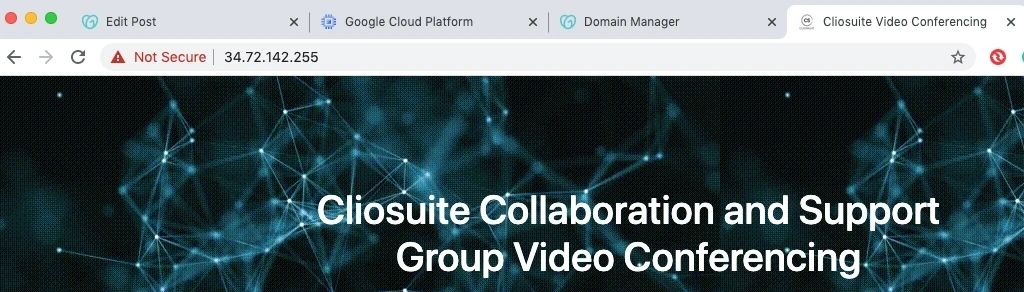 Edit Post
Google Cloud Platform
Domain Manager
Cliosuite Video Conferencing
Not Secure
34.72.142.255
Cliosuite Collaboration and Support
Group Video Conferencing